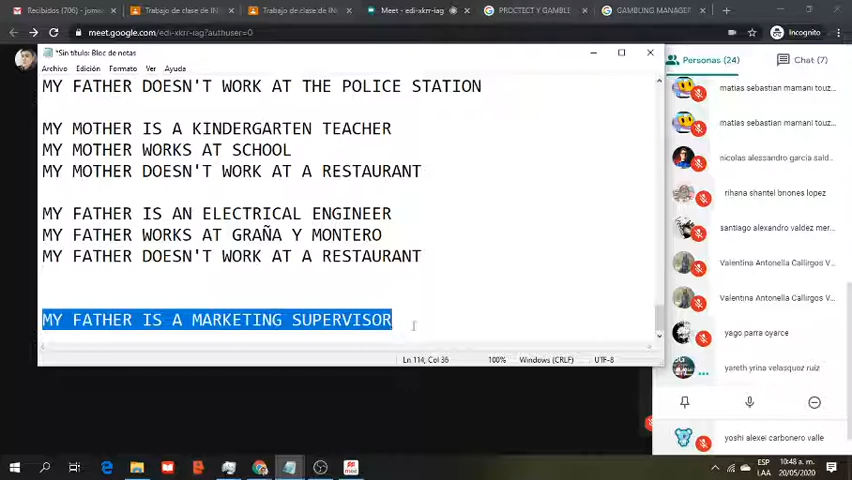 Recibidos (706) - jomus
Trabajo de clase de IN
Trabajo de clase de IN
Meet - edi-xkrr-iag
PROCTECT Y GAMBLE
GAMBLING MANAGER
meet.google.com/edi-xkrr-iag?authuser=0
Incognito
*Sin título: Bloc de notas
Archivo Edición Formato Ver Ayuda
MY FATHER DOESN'T WORK AT THE POLICE STATION
MY MOTHER IS A KINDERGARTEN TEACHER
MY MOTHER WORKS AT SCHOOL
MY MOTHER DOESN'T WORK AT A RESTAURANT
MY FATHER IS AN ELECTRICAL ENGINEER
MY FATHER WORKS AT GRAÑA Y MONTERO
MY FATHER DOESN'T WORK AT A RESTAURANT
MY FATHER IS A MARKETING SUPERVISOR
Ln 114, Col 36 100% Windows (CRLF) UTF-8
Personas (24) Chat (7)
matias sebastian mamani touz...
matias sebastian mamani touz...
nicolas alessandro garcia sald...
rihana shantel briones lopez
santiago alexandro valdez mer...
Valentina Antonella Callirgos V...
Valentina Antonella Callirgos V...
yago parra oyarce
yareth yrina velasquez ruiz
yoshi alexei carbonero valle
ESP
LAA
10:48 a. m.
20/05/2020